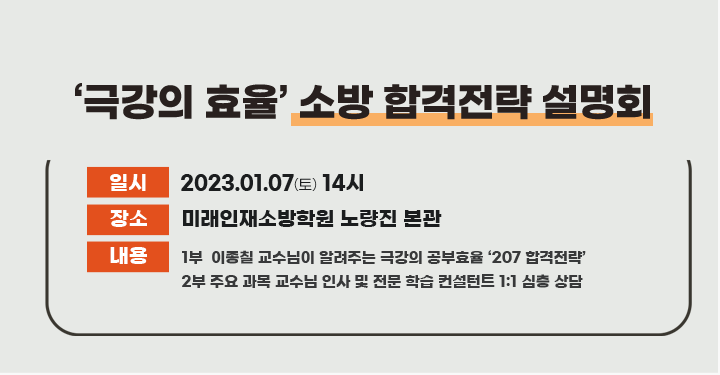 ‘극강의 효율’ 소방 합격전략 설명회
일시 2023.01.07(토) 14시
장소 미래인재소방학원 노량진 본관
내용 1부 이종칠 교수님이 알려주는 극강의 공부효율 ‘207 합격전략’
2부 주요 과목 교수님 인사 및 전문 학습 컨설턴트 1:1 심층 상담